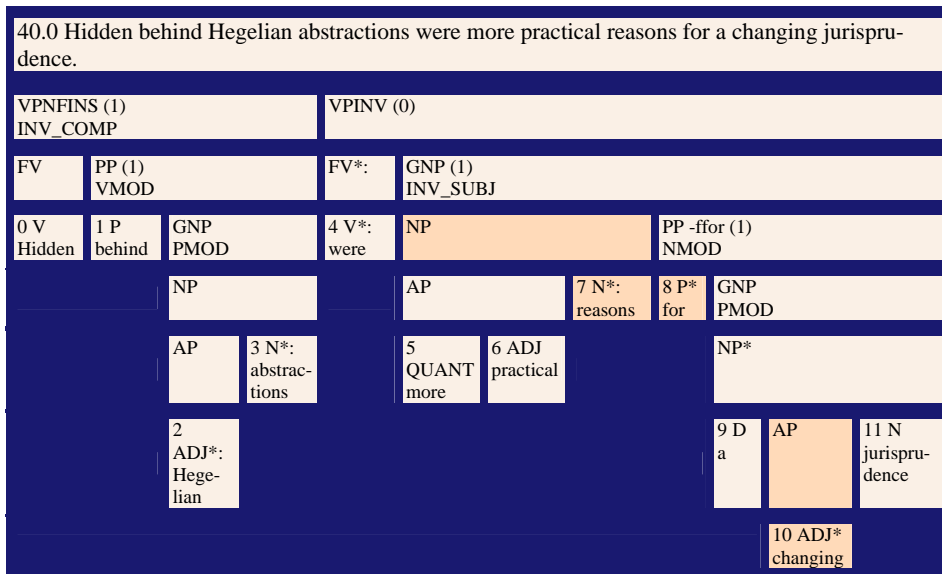 40.0 Hidden behind Hegelian abstractions were more practical reasons for a changing jurispru-
dence.
VPNFINS (1)
INV_COMP
VPINV (0)
FV
PP (1)
VMOD
FV*:
GNP (1)
INV_SUBJ
0 V
Hidden
1 P
behind
GNP
PMOD
4 V*:
were
NP
PP -ffor (1)
NMOD
NP
AP
7 N*:
reasons
8 P*
for
GNP
PMOD
AP
3 N*:
abstrac-
tions
5
QUANT
more
6 ADJ
practical
NP*
2
ADJ*:
Hege-
lian
9 D
a
AP
11 N
jurispru-
dence
10 ADJ*
changing